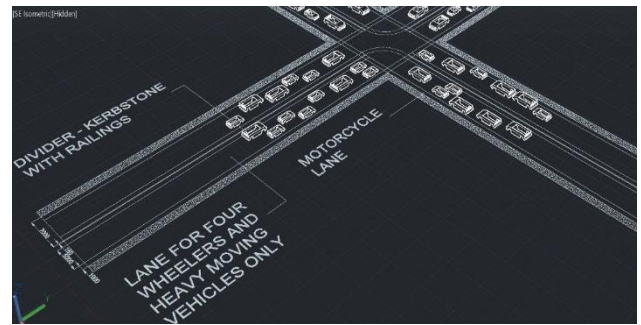 [SE Isometric][Hidden]
DIVIDER - KERBSTONE
WITH RAILINGS
MOTORCYCLE
LANE
LANE FOR FOUR
WHEELERS AND
HEAVY MOVING
VEHICLES ONLY